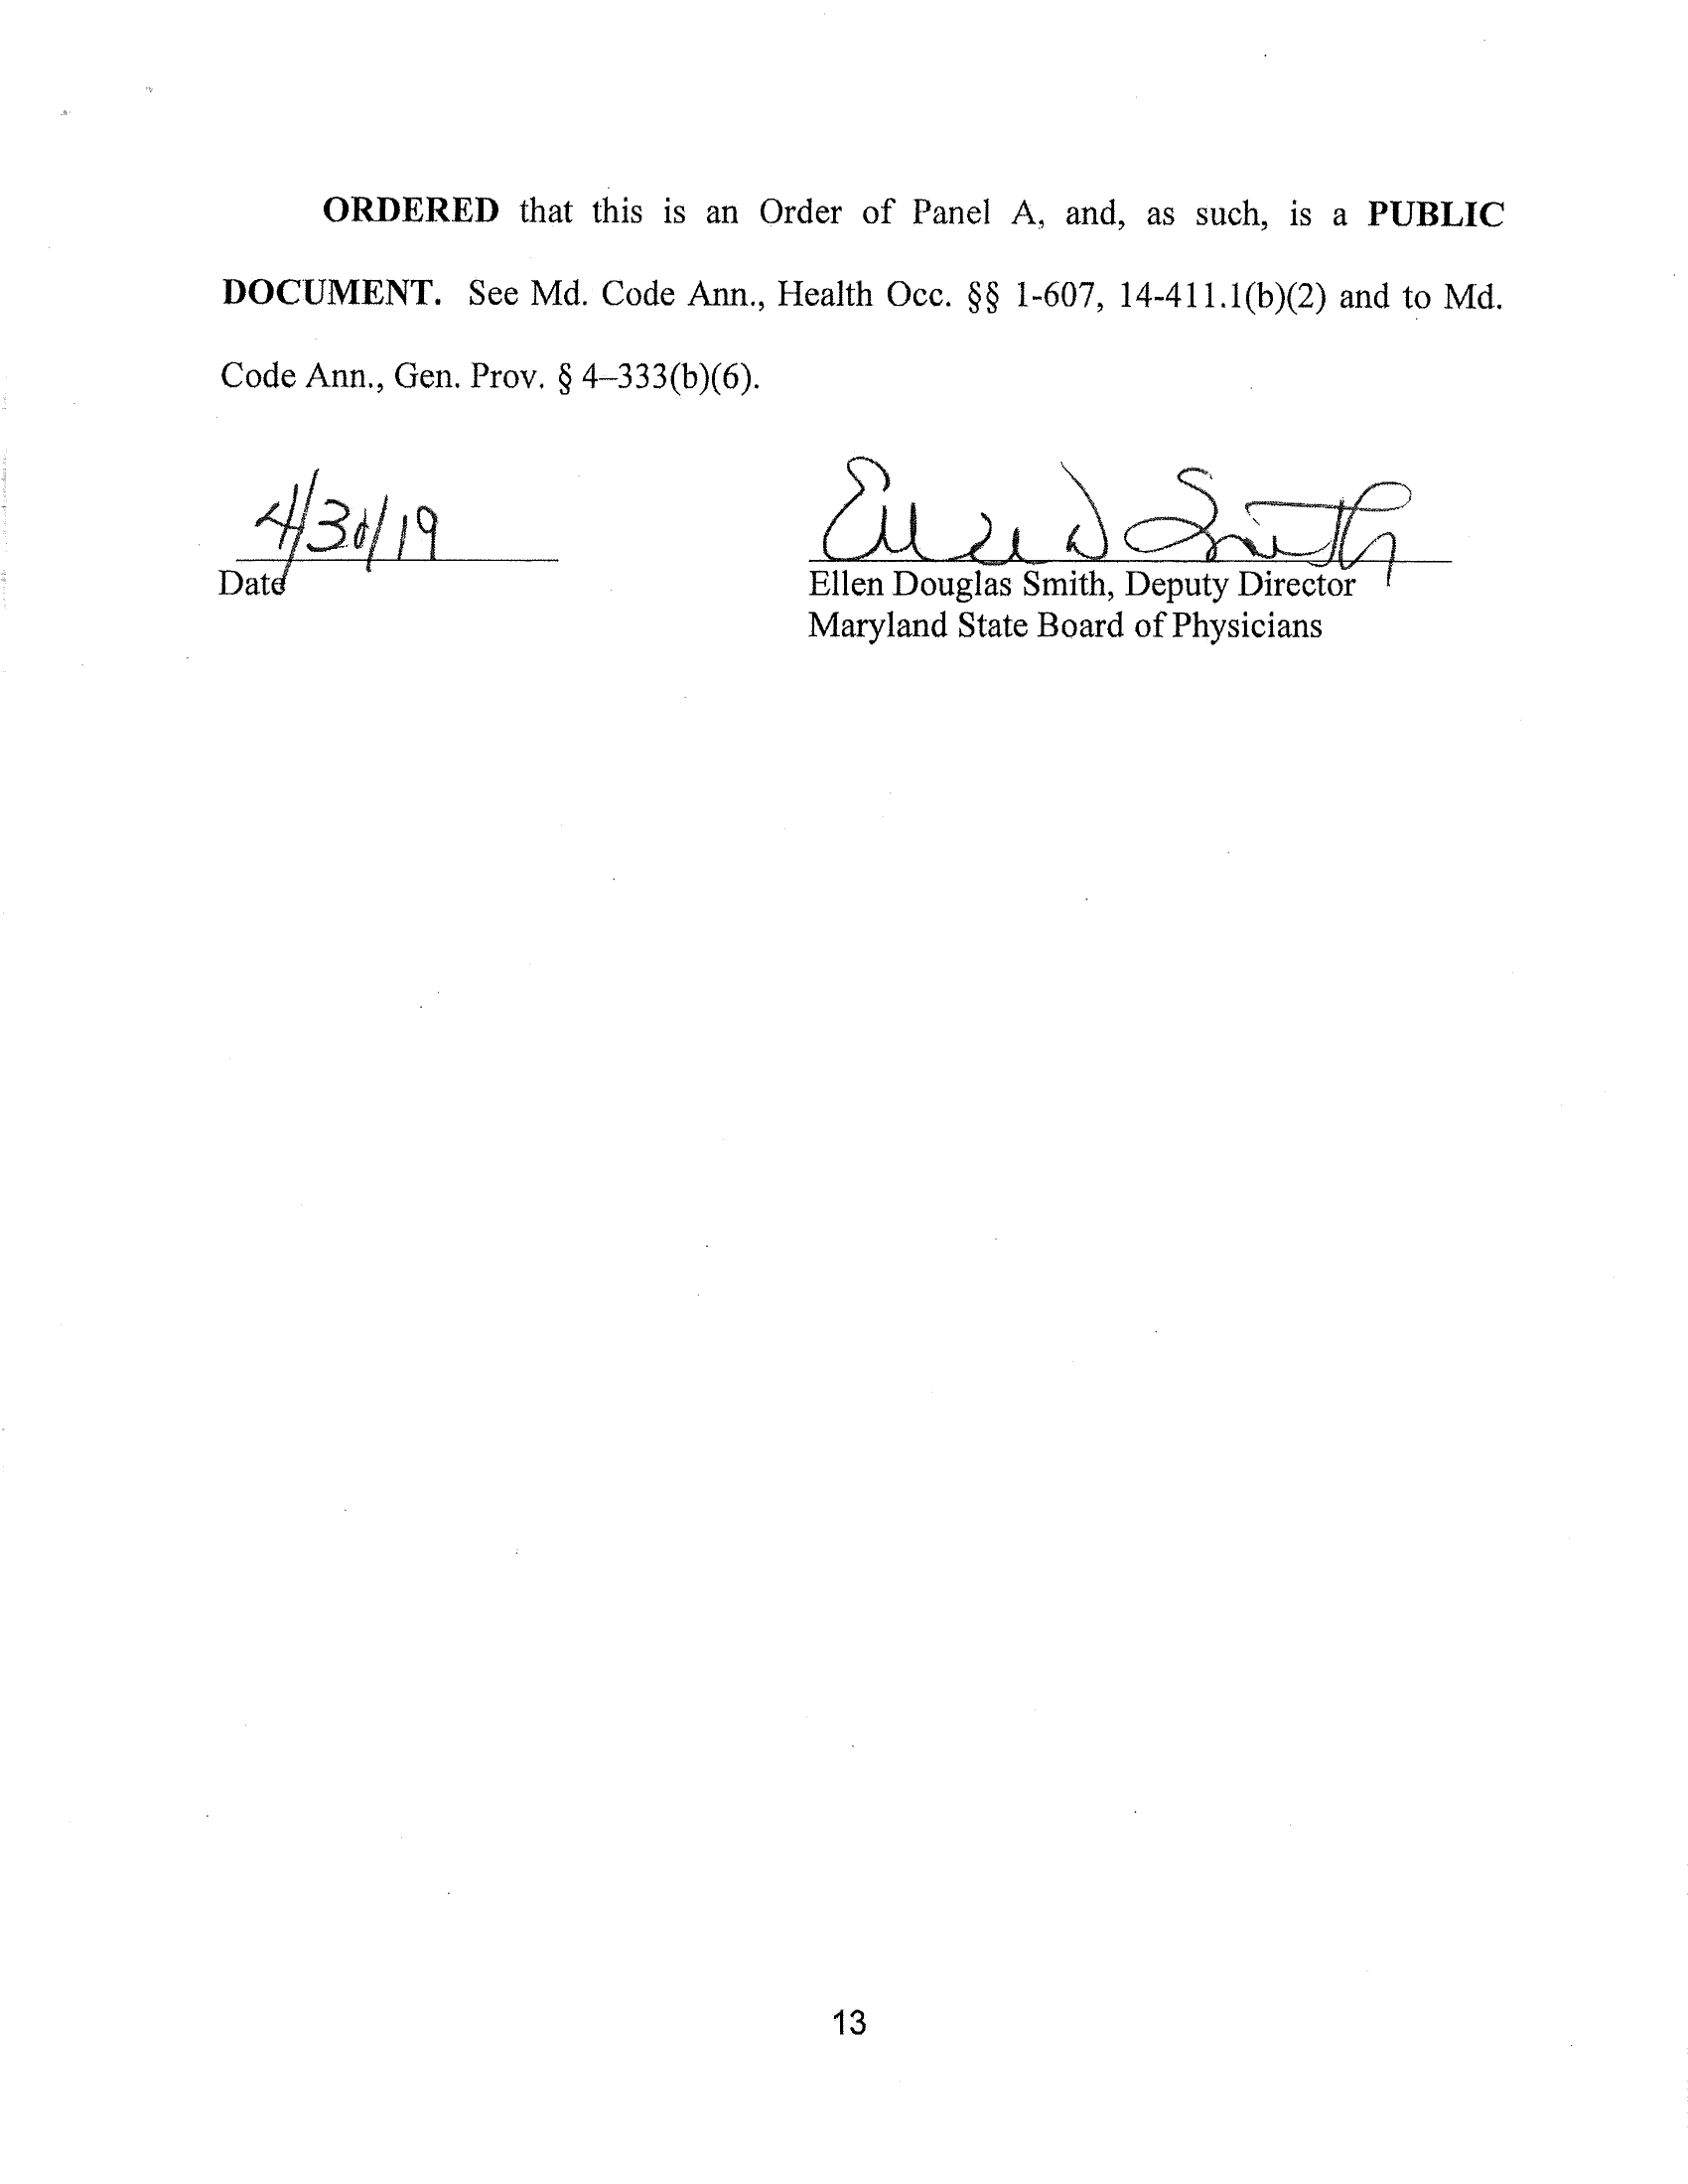 ORDERED that this is an Order of Panel A, and, as such, is a PUBLIC
DOCUMENT. See Md. Code Ann., Health Occ. §§ 1-607, 14-411.1(b)(2) and to Md.
Code Ann., Gen. Prov. § 4–333(b)(6).
4/30/19
Ellen D Smith
Date
Ellen Douglas Smith, Deputy Director
Maryland State Board of Physicians
13